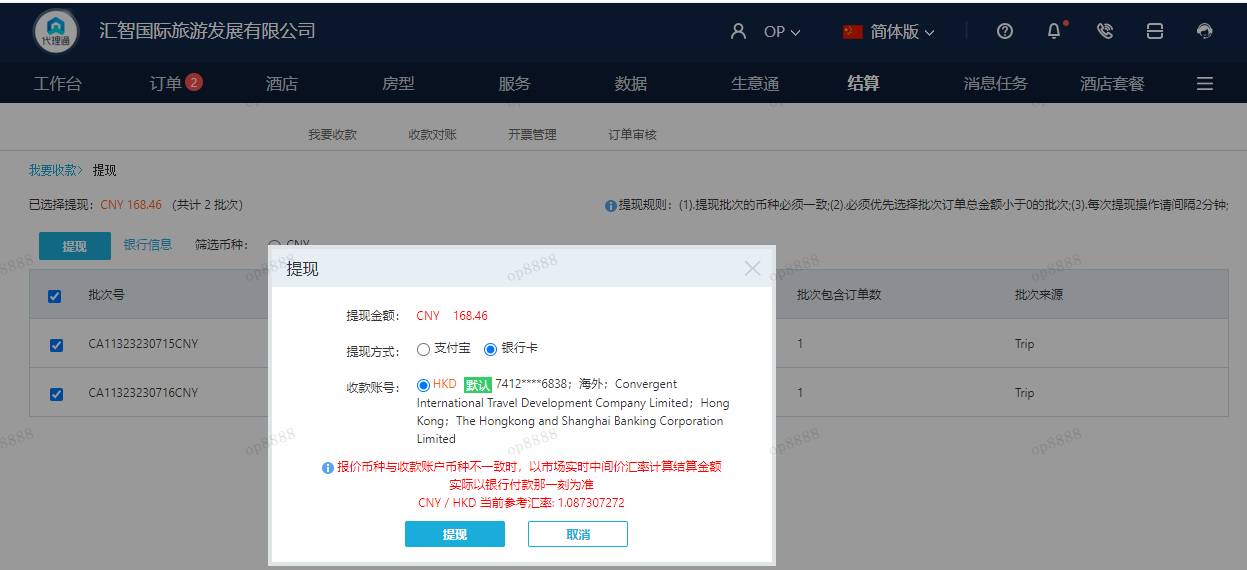 代理通
汇智国际旅游发展有限公司
OP
简体版
工作台 订单 2 酒店 房型 服务 数据 生意通 结算 消息任务 酒店套餐
我要收款 收款对账 开票管理 订单审核
我要收款> 提现
已选择提现: CNY 168.46 (共计 2 批次)
提现规则: (1).提现批次的币种必须一致;(2).必须优先选择批次订单总金额小于0的批次;(3).每次提现操作请间隔2分钟;
提现 银行信息 筛选币种: CNY
批次号 批次包含订单数 批次来源
CA11323230715CNY 1 Trip
CA11323230716CNY 1 Trip
提现
提现金额: CNY 168.46
提现方式: 支付宝 银行卡
收款账号: HKD 默认 7412****6838; 海外; Convergent
International Travel Development Company Limited; Hong
Kong; The Hongkong and Shanghai Banking Corporation
Limited
报价币种与收款账户币种不一致时，以市场实时中间价汇率计算结算金额
实际以银行付款那一刻为准
CNY / HKD 当前参考汇率: 1.087307272
提现 取消
op8888
op8888
op8888
op8888
op8888
op8888
op8888
op8888
op8888
op8888